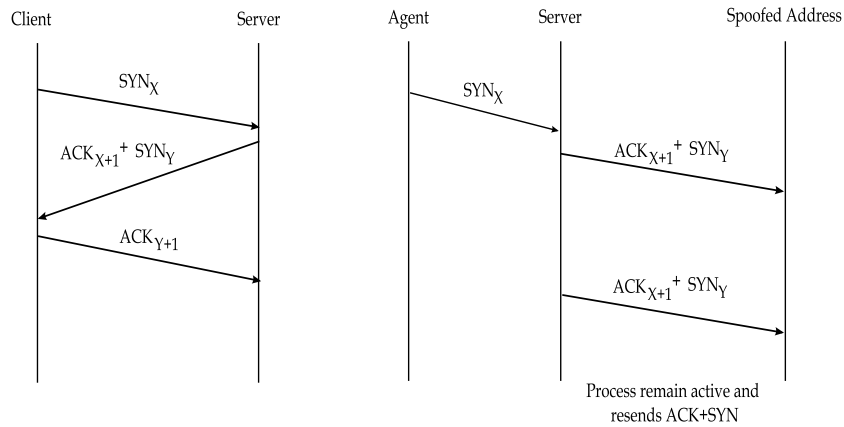 Client
Server
SYNX
ACKX+1+ SYNY
ACKY+1
Agent
Server
Spoofed Address
SYNX
ACKX+1+ SYNY
ACKX+1+ SYNY
Process remain active and
resends ACK+SYN